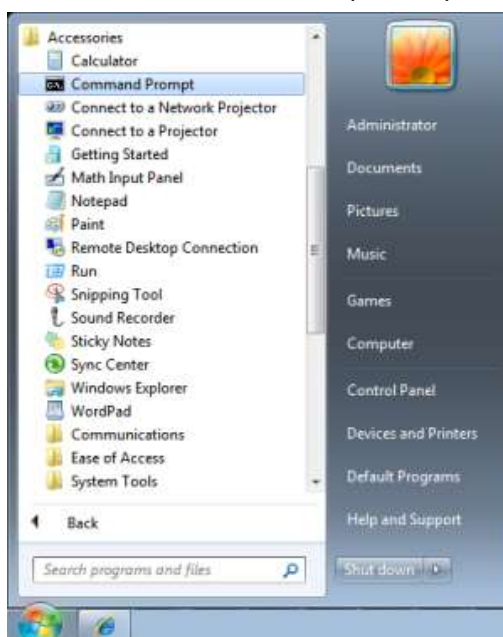 Accessories
Calculator
Command Prompt
Connect to a Network Projector
Connect to a Projector
Getting Started
Math Input Panel
Notepad
Paint
Remote Desktop Connection
Run
Snipping Tool
Sound Recorder
Sticky Notes
Sync Center
Windows Explorer
WordPad
Communications
Ease of Access
System Tools
Back
Search programs and files
Administrator
Documents
Pictures
Music
Games
Computer
Control Panel
Devices and Printers
Default Programs
Help and Support
Shut down